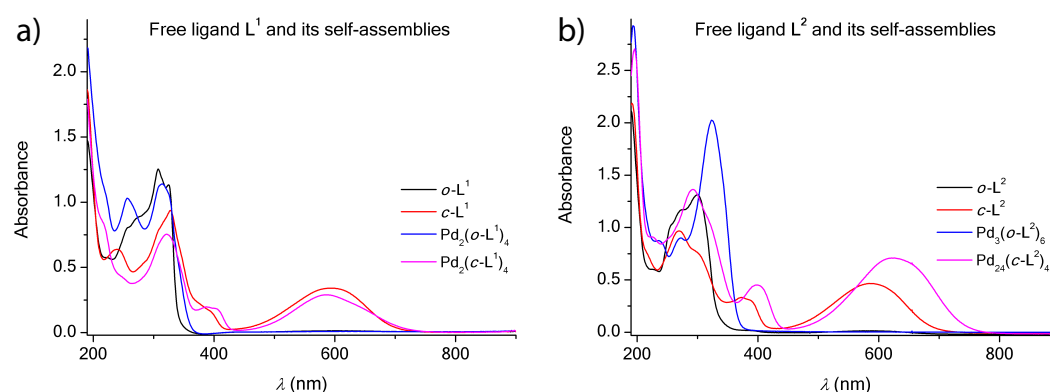 a)
Free ligand L¹ and its self-assemblies
Absorbance
2.0
1.5
1.0
0.5
0.0
200 400 600 800
λ (nm)
o-L¹
c-L¹
Pd₂(o-L¹)₄
Pd₂(c-L¹)₄
b)
Free ligand L² and its self-assemblies
Absorbance
2.5
2.0
1.5
1.0
0.5
0.0
200 400 600 800
λ (nm)
o-L²
c-L²
Pd₃(o-L²)₆
Pd₂₄(c-L²)₄